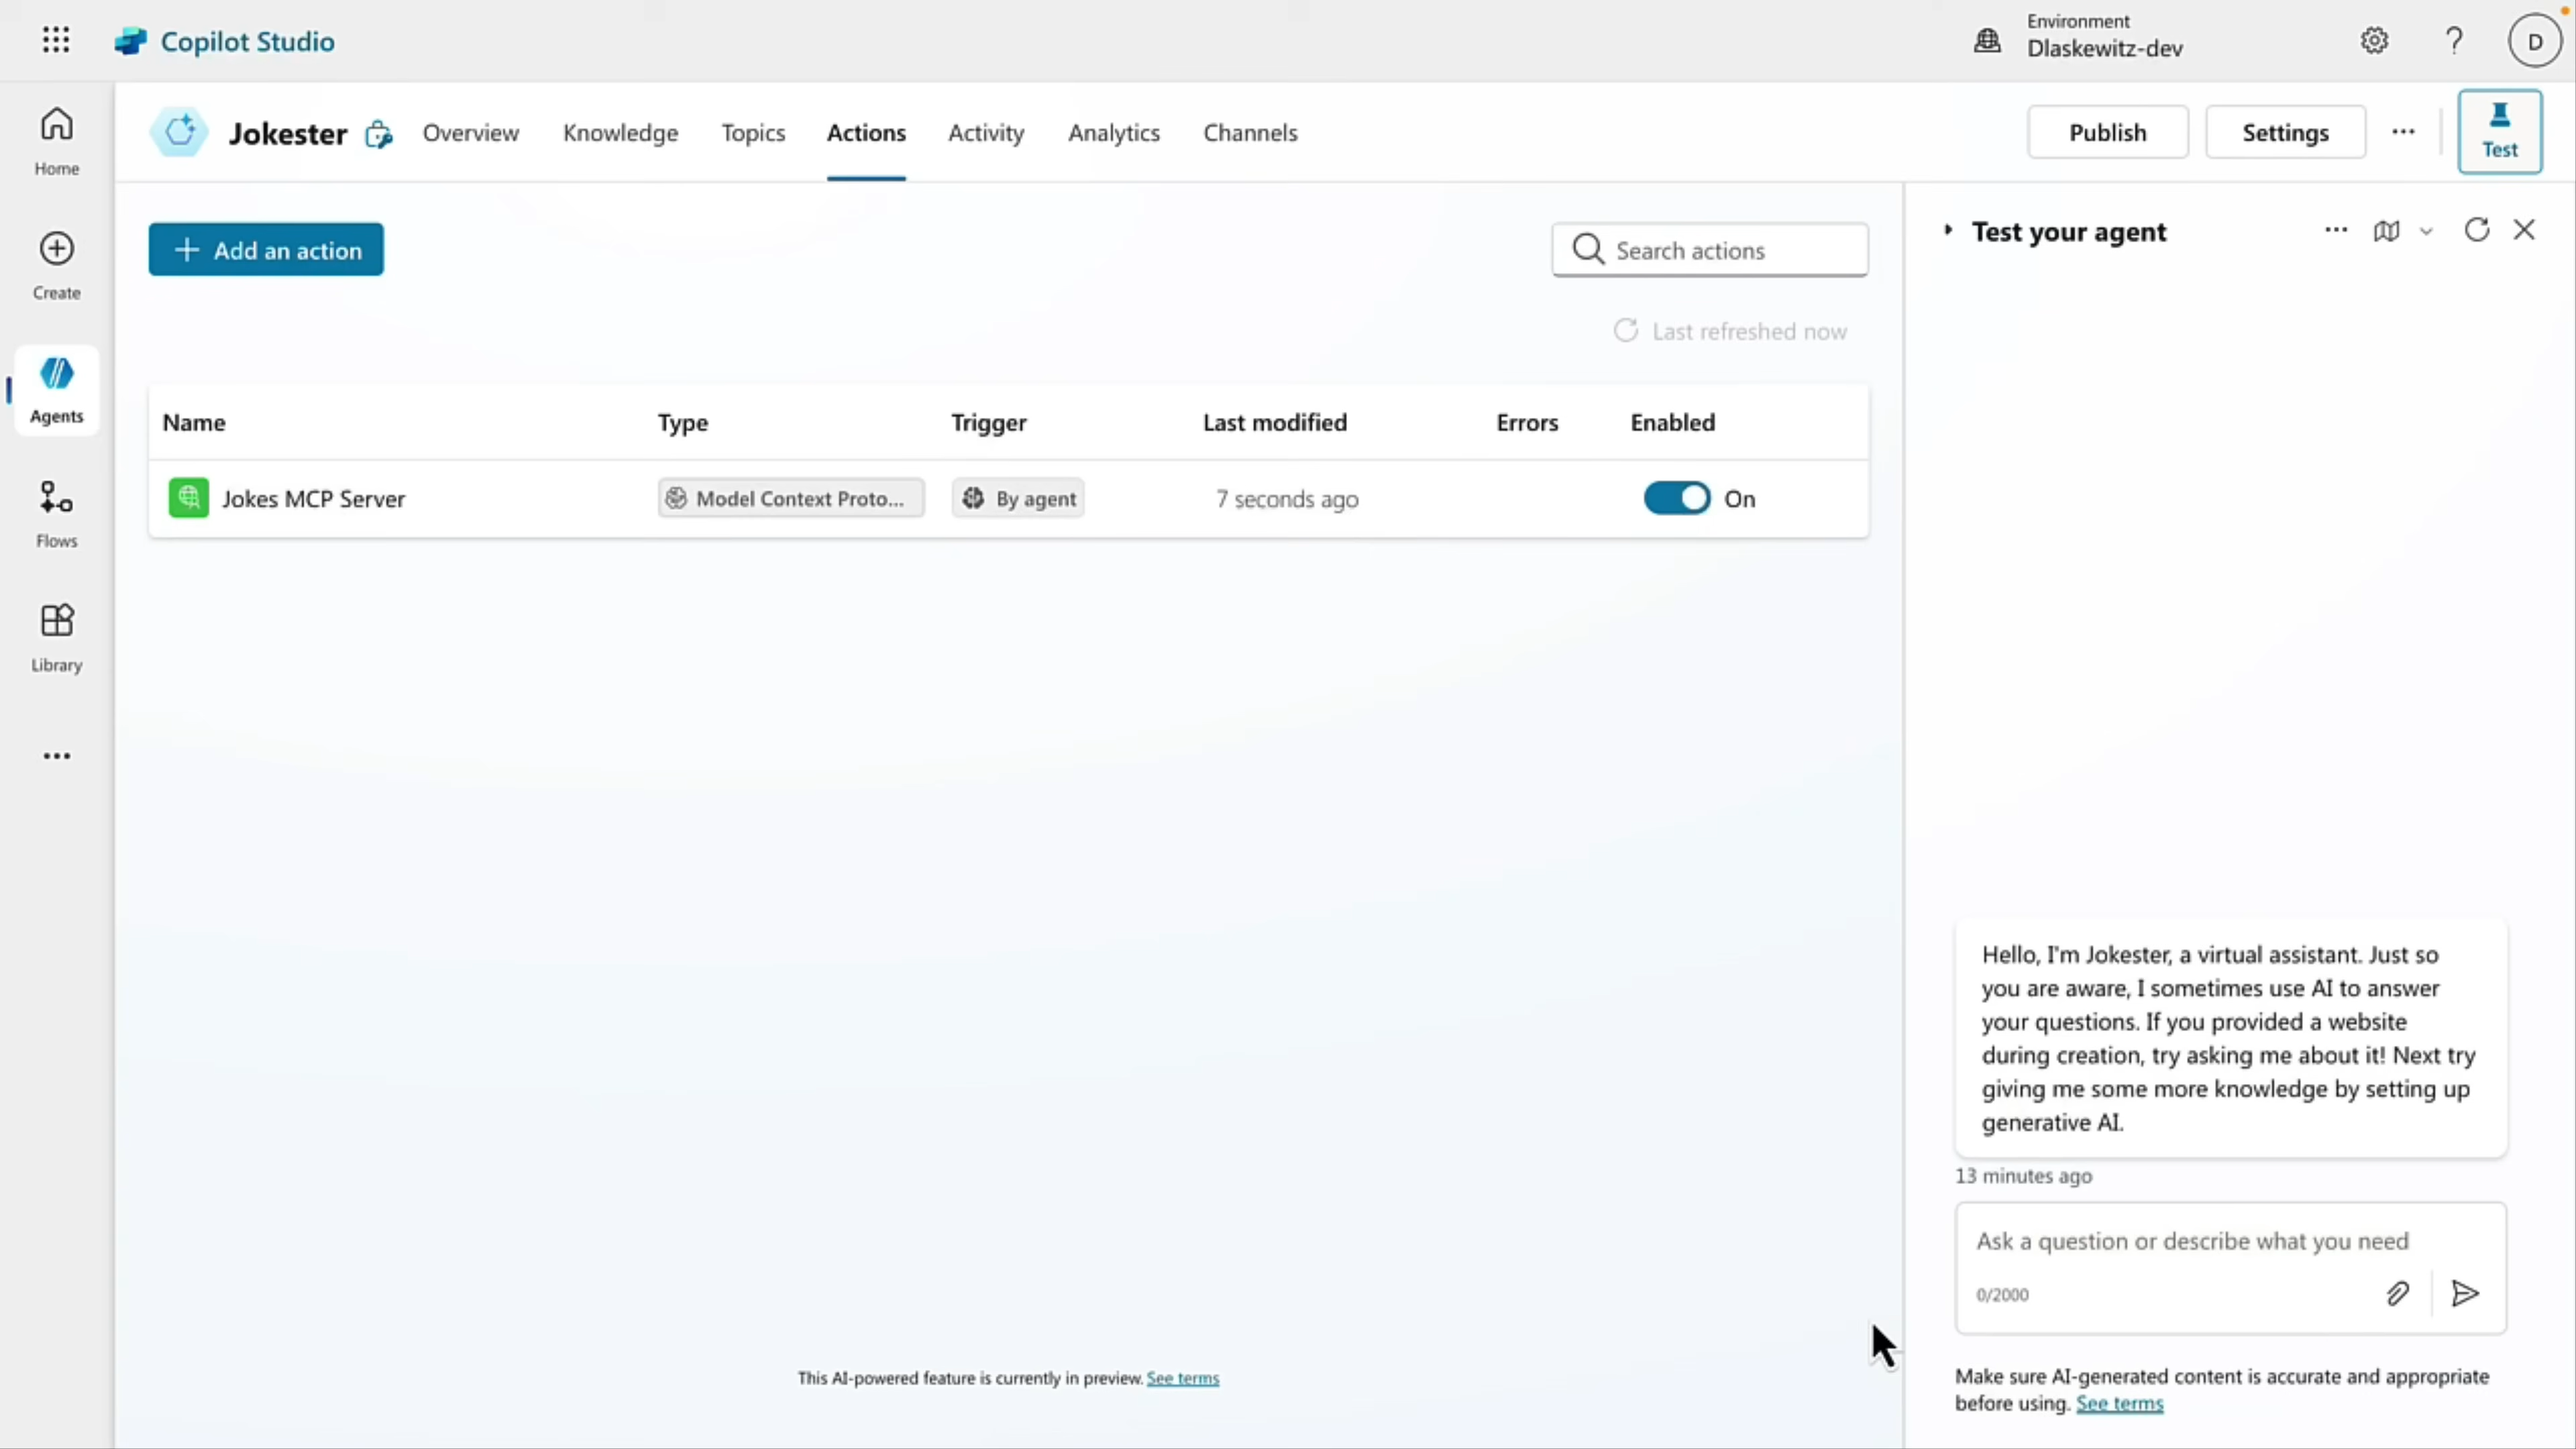 Copilot Studio
Environment
Dlaskewitz-dev
?
D
Home
Create
Agents
Flows
Library
Jokester
Overview
Knowledge
Topics
Actions
Activity
Analytics
Channels
Publish
Settings
Test
Add an action
Search actions
Last refreshed now
Name
Type
Trigger
Last modified
Errors
Enabled
Jokes MCP Server
Model Context Proto...
By agent
7 seconds ago
On
This AI-powered feature is currently in preview. See terms
Test your agent
Hello, I'm Jokester, a virtual assistant. Just so
you are aware, I sometimes use AI to answer
your questions. If you provided a website
during creation, try asking me about it! Next try
giving me some more knowledge by setting up
generative AI.
13 minutes ago
Ask a question or describe what you need
0/2000
Make sure AI-generated content is accurate and appropriate
before using. See terms